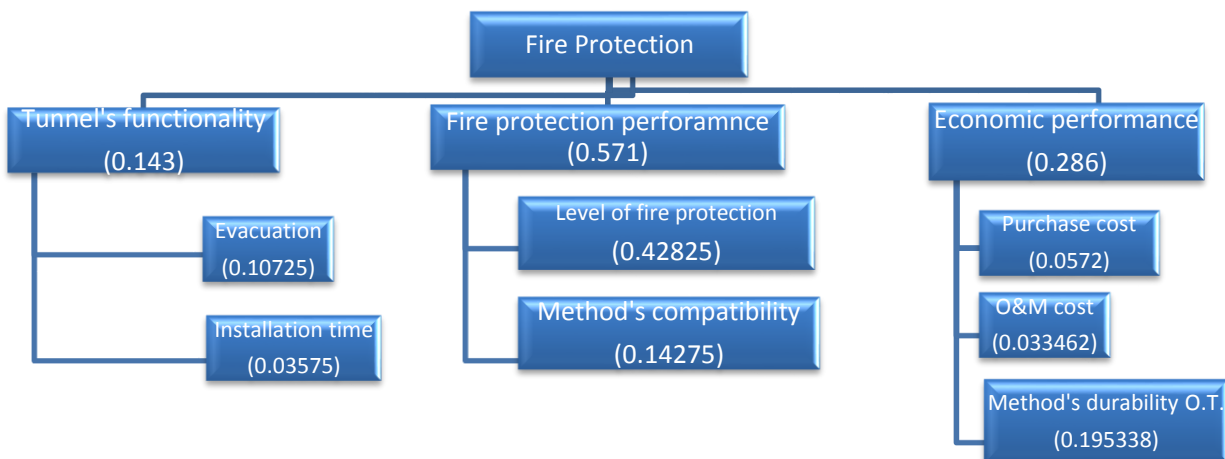 Fire Protection
Tunnel's functionality
(0.143)
Evacuation
(0.10725)
Installation time
(0.03575)
Fire protection perforamnce
(0.571)
Level of fire protection
(0.42825)
Method's compatibility
(0.14275)
Economic performance
(0.286)
Purchase cost
(0.0572)
O&M cost
(0.033462)
Method's durability O.T.
(0.195338)